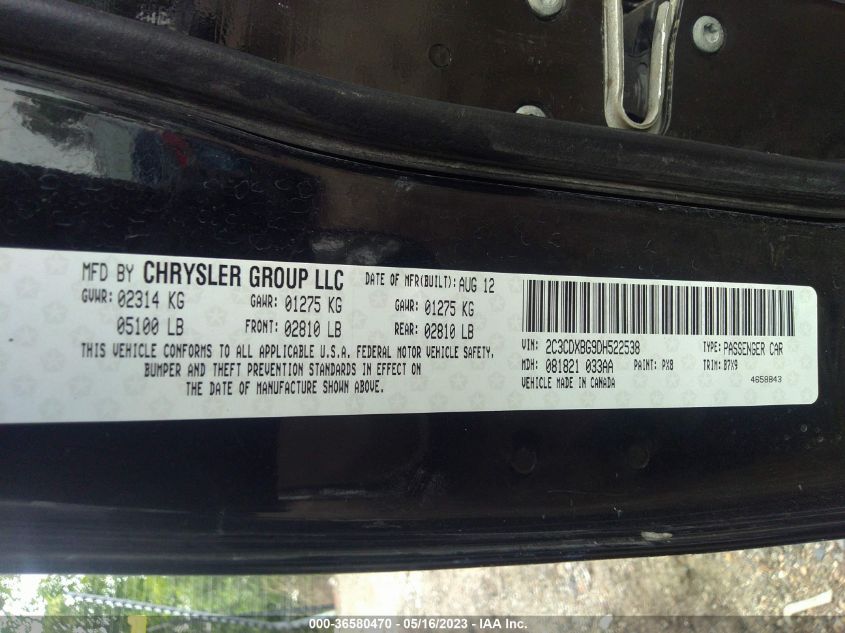 MFD BY CHRYSLER GROUP LLC DATE OF MFR(BUILT): AUG 12
GVWR: 02314 KG GAWR: 01275 KG GAWR: 01275 KG
05100 LB FRONT: 02810 LB REAR: 02810 LB
THIS VEHICLE CONFORMS TO ALL APPLICABLE U.S.A. FEDERAL MOTOR VEHICLE SAFETY,
BUMPER AND THEFT PREVENTION STANDARDS IN EFFECT ON
THE DATE OF MANUFACTURE SHOWN ABOVE.
VIN: 2C3CDXBG9DH522538 TYPE: PASSENGER CAR
MDH: 081821 033AA PAINT: PX8 TRIM: B7X9
VEHICLE MADE IN CANADA 4658843
000-36580470 - 05/16/2023 - IAA Inc.